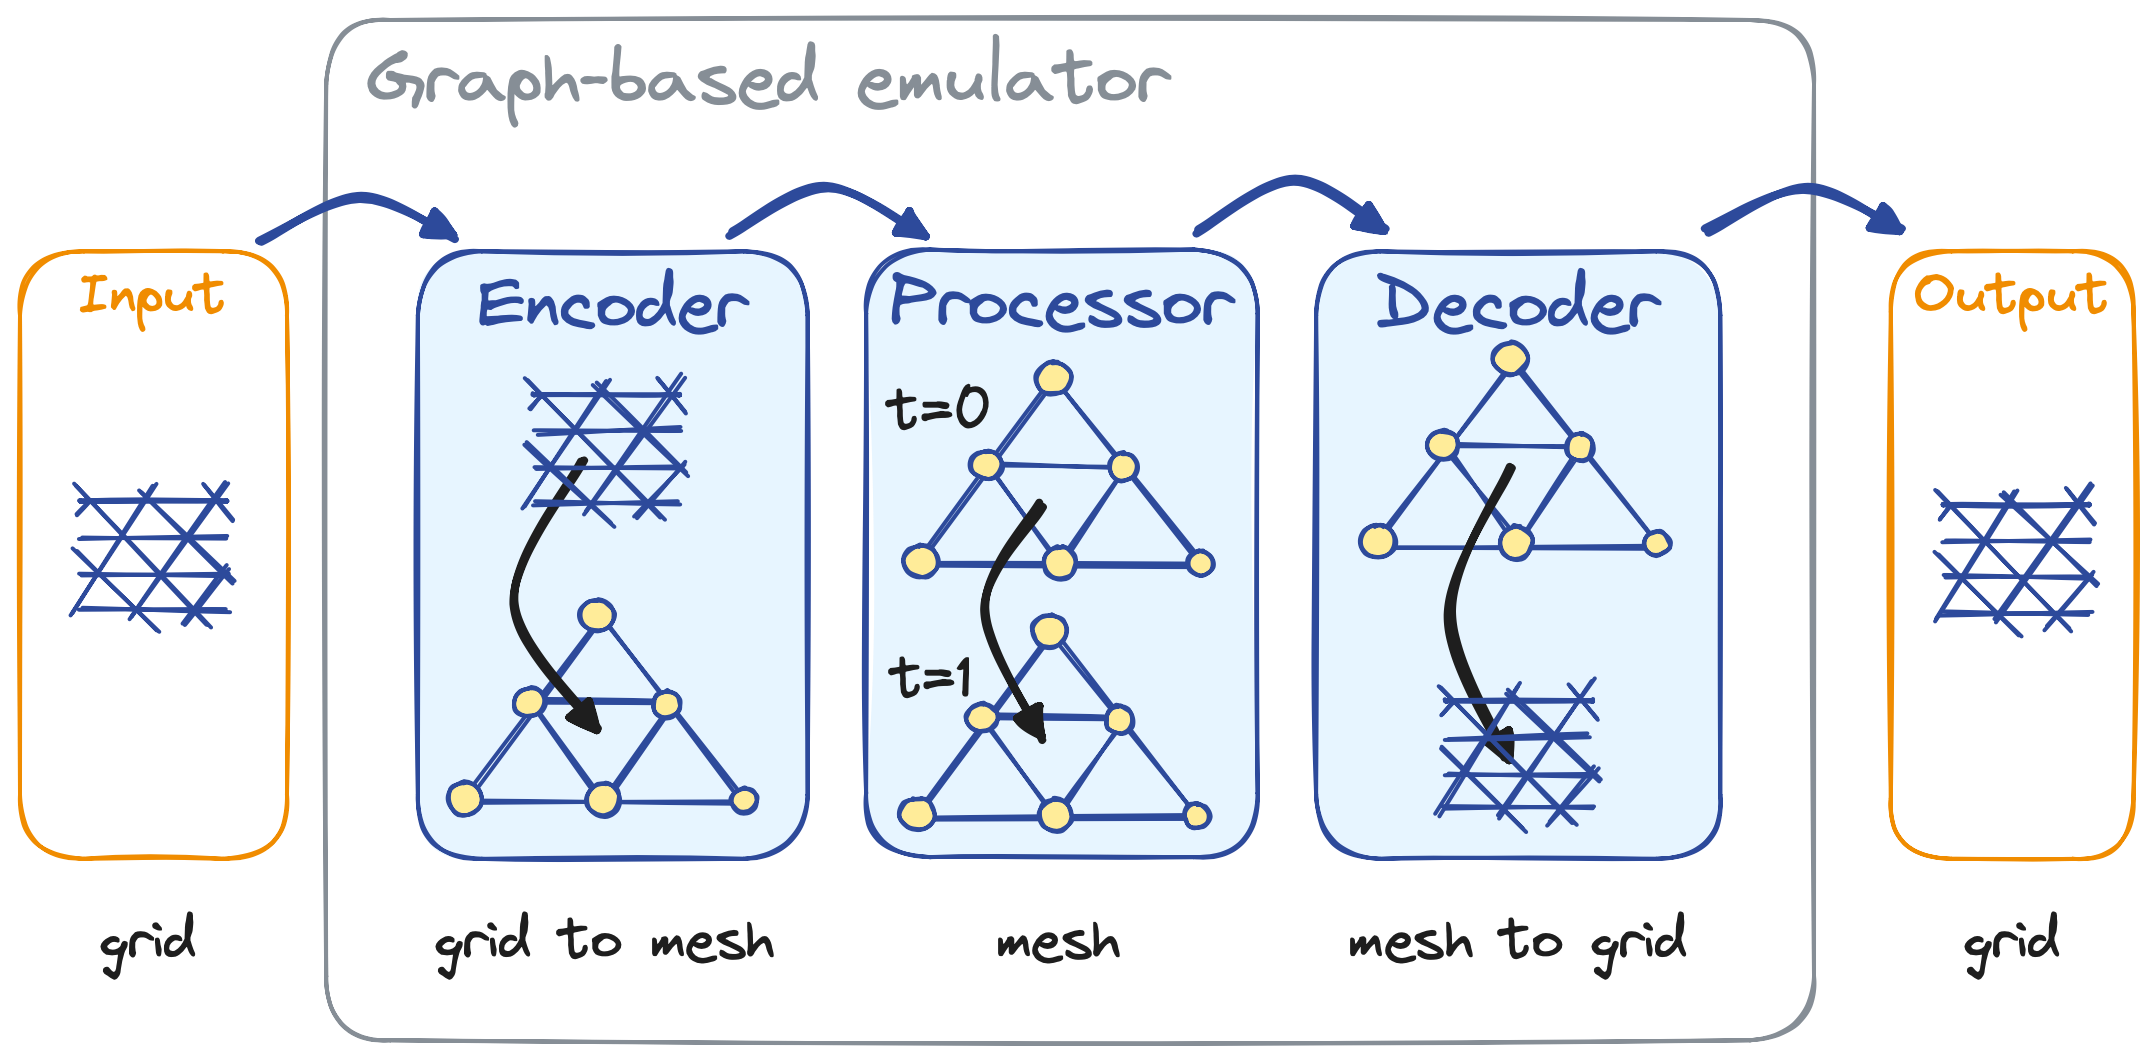 Graph-based emulator
Input
Encoder
Processor
Decoder
Output
t=0
t=1
grid
grid to mesh
mesh
mesh to grid
grid